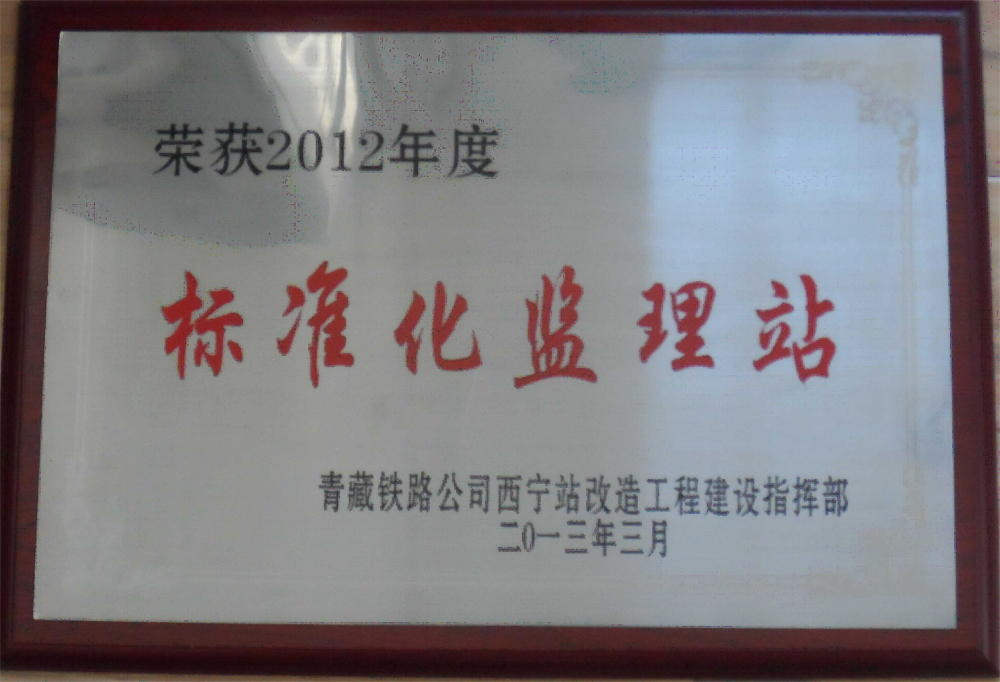 荣获2012年度
标准化监理站
青藏铁路公司西宁站改造工程建设指挥部
二0一三年三月